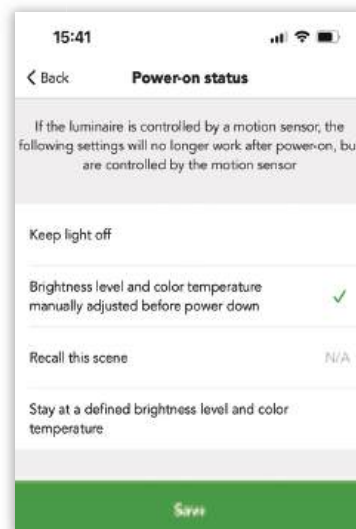 15:41
Back Power-on status
If the luminaire is controlled by a motion sensor, the
following settings will no longer work after power-on, bu
are controlled by the motion sensor
Keep light off
Brightness level and color temperature
manually adjusted before power down
Recall this scene N/A
Stay at a defined brightness level and color
temperature
Save